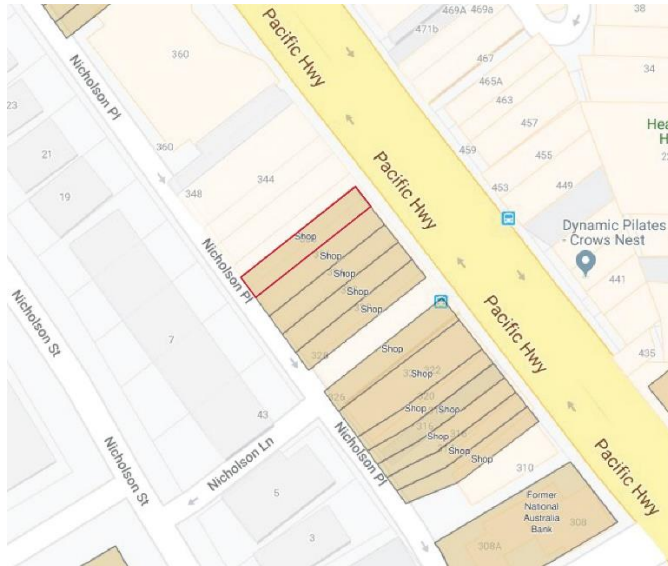 469A 469a
38
471b
360
Pacific Hwy
467
34
465A
463
Nicholson Pl
23
457
Hea
H
459
455
21
360
Pacific Hwy
344
453
449
19
348
Dynamic Pilates
- Crows Nest
Shop
Shop
Shop
Shop
Shop
441
Nicholson Pl
Pacific Hwy
Nicholson St
7
328
Shop
435
326
Shop
322
320
Shop
Shop
316
Shop
Shop
43
Nicholson Pl
Nicholson Ln
Pacific Hwy
310
Nicholson St
5
Former
National
Australia
Bank
308
3
308A